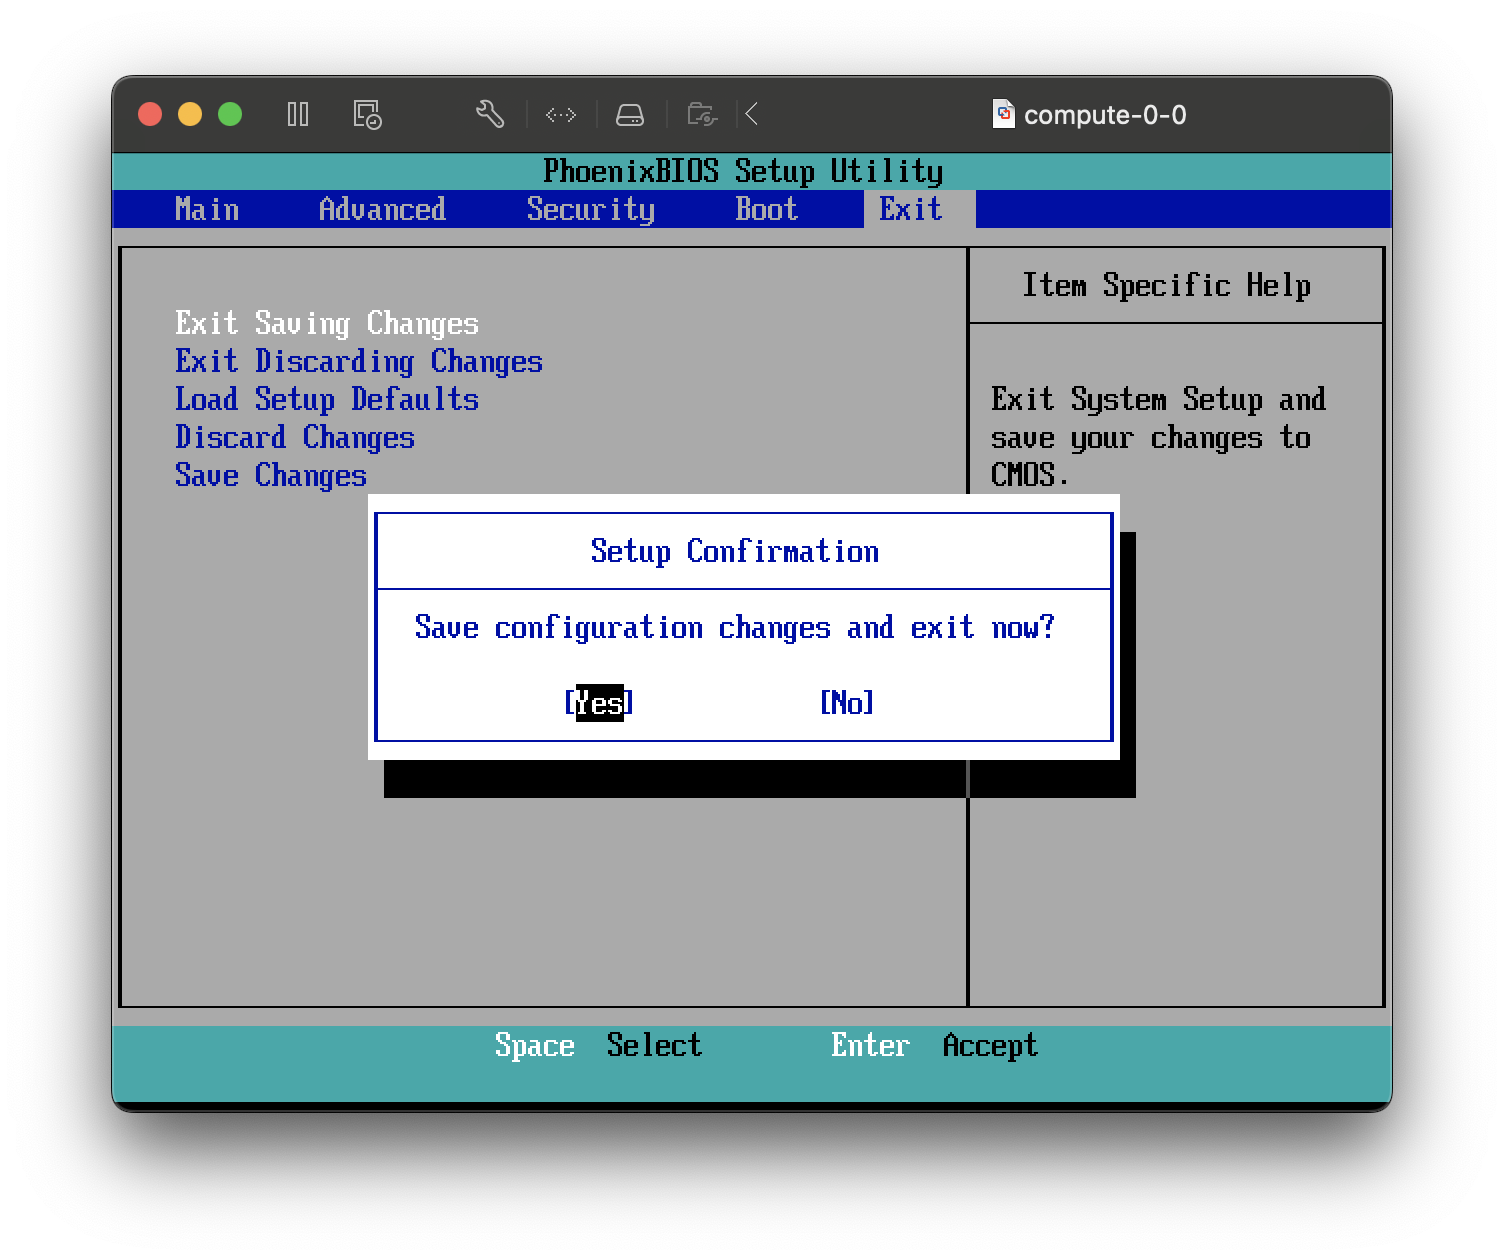 compute-0-0
PhoenixBIOS Setup Utility
Main Advanced Security Boot Exit
Item Specific Help
Exit Saving Changes
Exit Discarding Changes
Load Setup Defaults
Discard Changes
Save Changes
Exit System Setup and
save your changes to
CMOS.
Setup Confirmation
Save configuration changes and exit now?
[Yes] [No]
Space Select Enter Accept